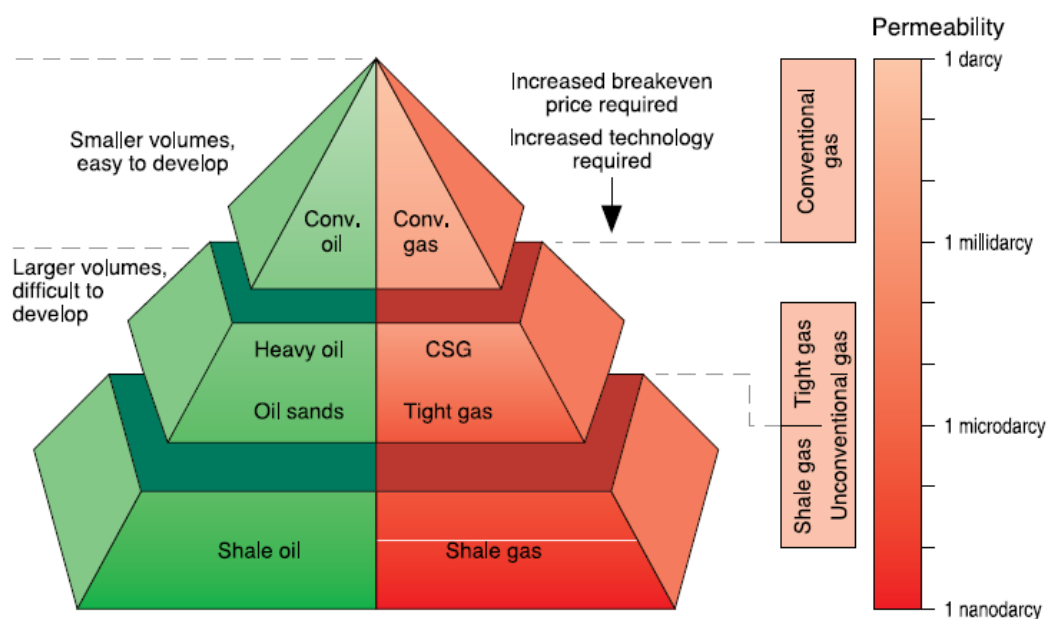 Permeability
1 darcy
Increased breakeven
price required
Increased technology
required
Smaller volumes,
easy to develop
Conventional
gas
Conv.
oil
Conv.
gas
1 millidarcy
Larger volumes,
difficult to
develop
Heavy oil
CSG
Oil sands
Tight gas
Tight gas
Shale gas
Unconventional gas
1 microdarcy
Shale oil
Shale gas
1 nanodarcy